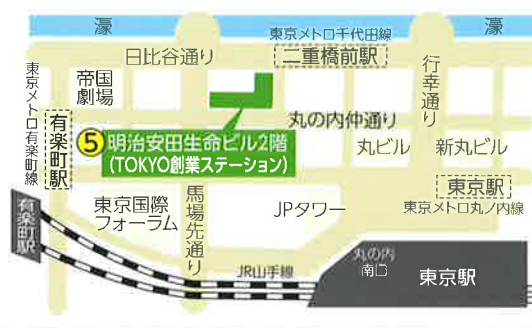 濠
濠
日比谷通り
東京メトロ千代田線
二重橋前駅
行幸通り
東京メトロ有楽町線
帝国
劇場
有楽町駅
⑤明治安田生命ビル2階
(TOKYO創業ステーション)
丸の内仲通り
丸ビル
新丸ビル
東京駅
東京メトロ丸ノ内線
東京国際
フォーラム
馬場先通り
JPタワー
有楽町駅
JR山手線
丸の内
南口
東京駅